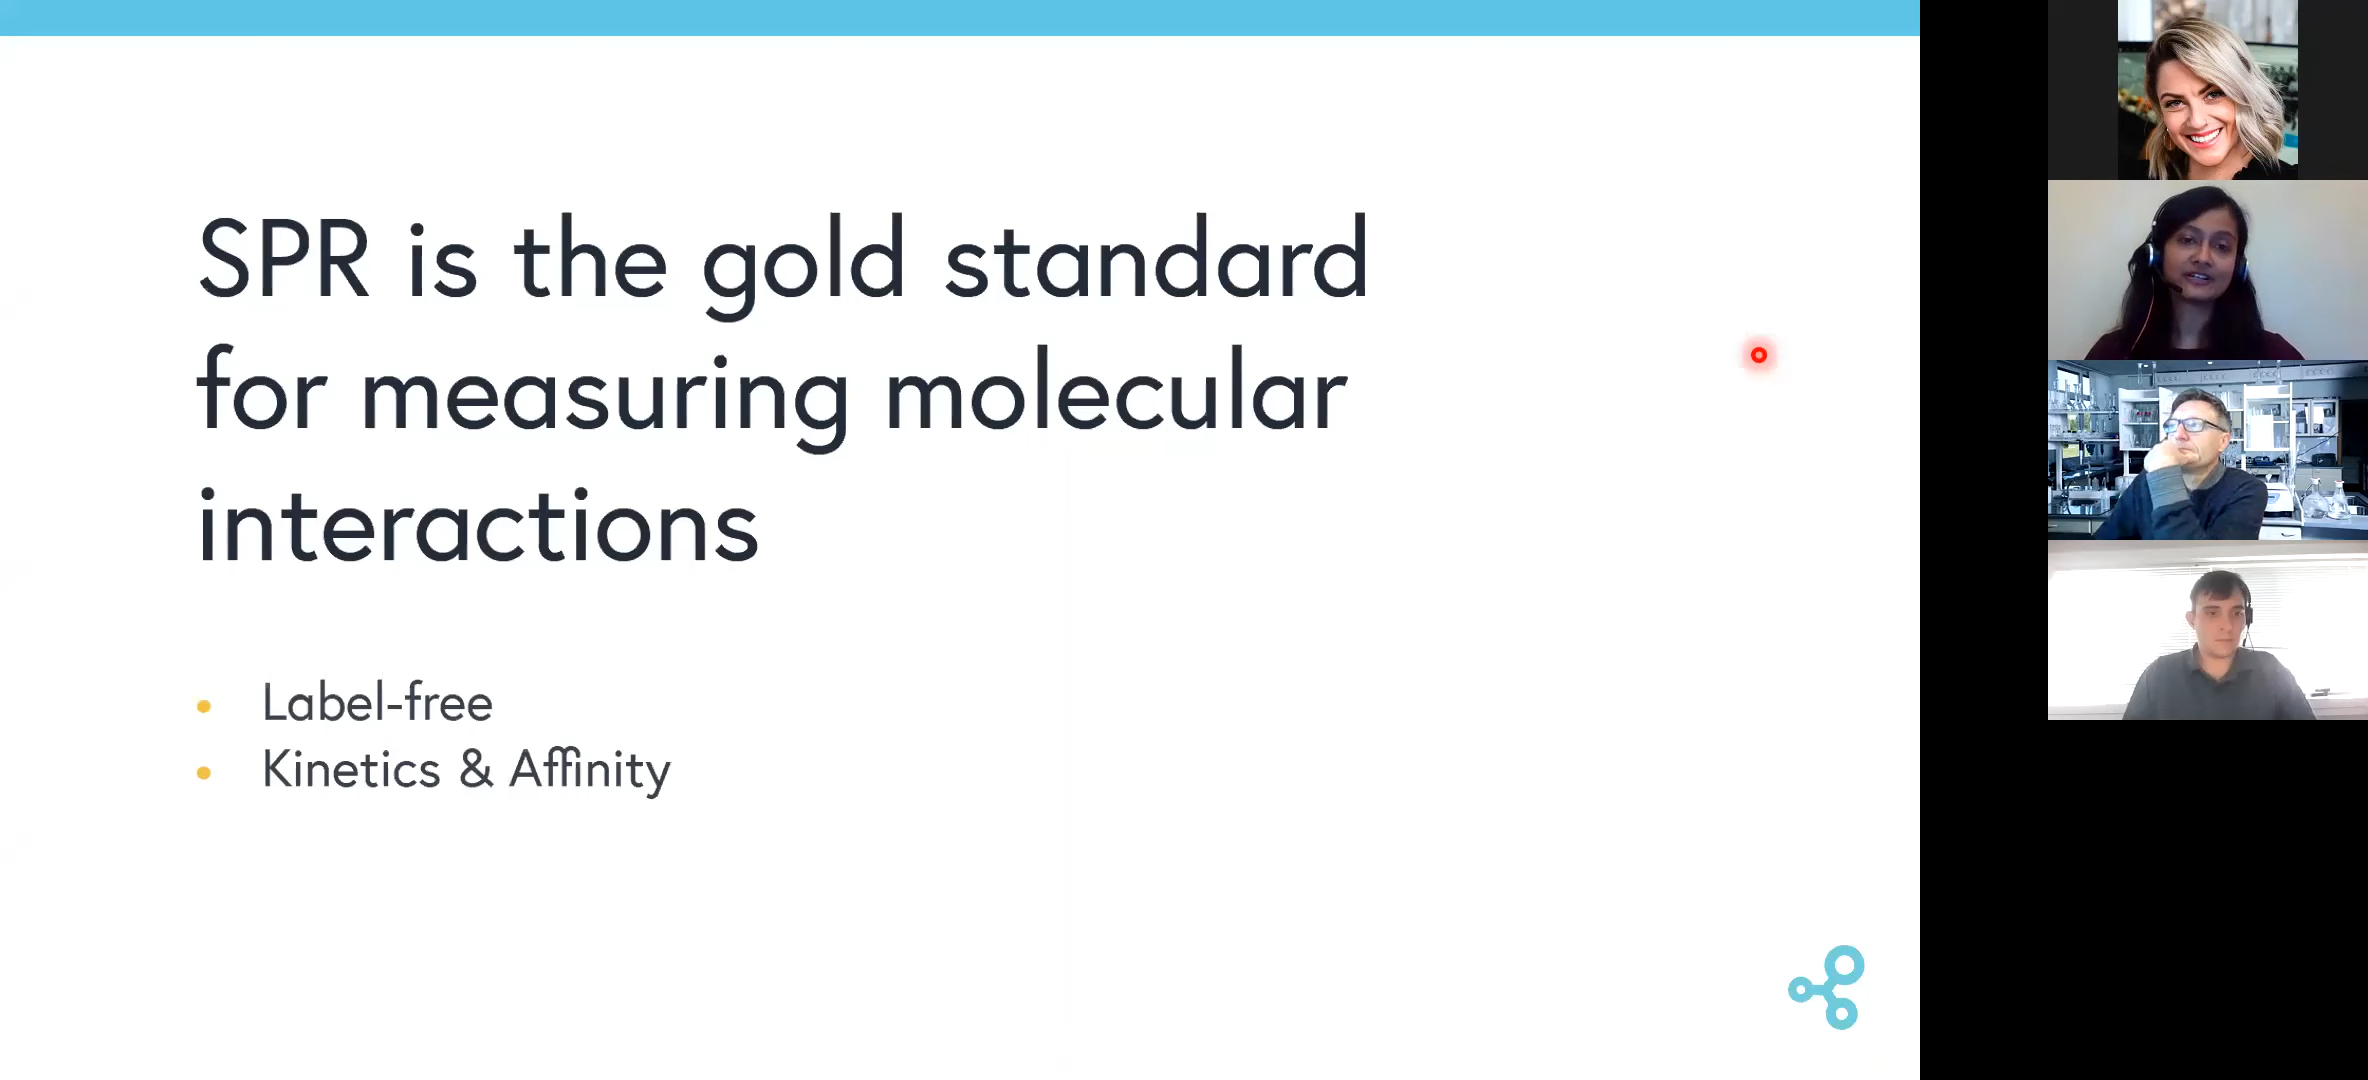 SPR is the gold standard
for measuring molecular
interactions
• Label-free
• Kinetics & Affinity